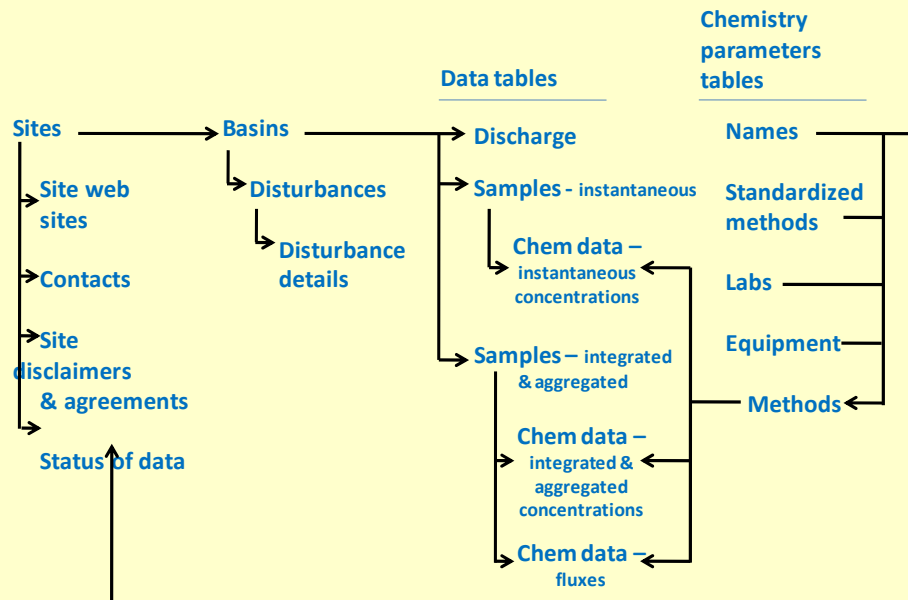 Chemistry
parameters
tables
Data tables
Sites
Basins
Discharge
Names
Site web
sites
Disturbances
Samples - instantaneous
Standardized
methods
Disturbance
details
Chem data –
instantaneous
concentrations
Contacts
Labs
Site
disclaimers
& agreements
Samples – integrated
& aggregated
Equipment
Methods
Status of data
Chem data –
integrated &
aggregated
concentrations
Chem data –
fluxes